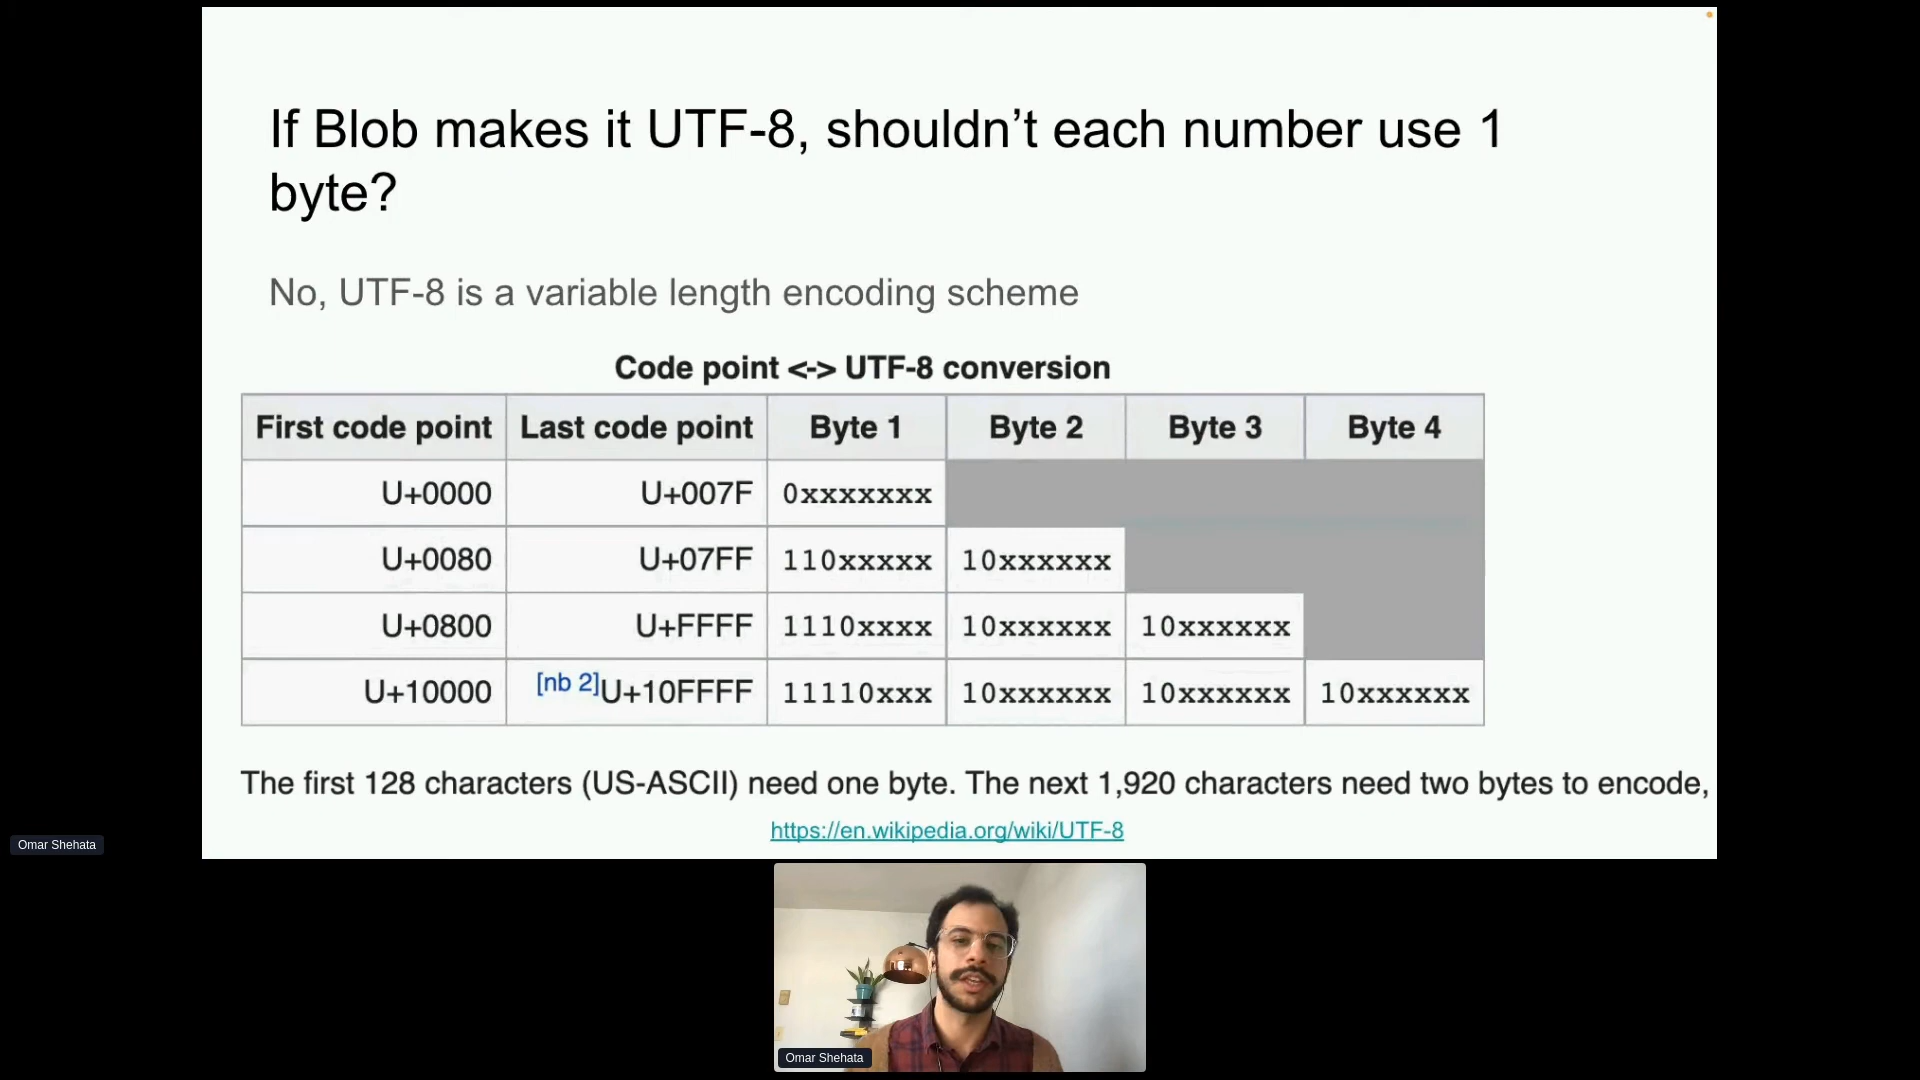 If Blob makes it UTF-8, shouldn’t each number use 1
byte?
No, UTF-8 is a variable length encoding scheme
Code point <-> UTF-8 conversion
First code point Last code point Byte 1 Byte 2 Byte 3 Byte 4
U+0000 U+007F 0xxxxxxx
U+0080 U+07FF 110xxxxx 10xxxxxx
U+0800 U+FFFF 1110xxxx 10xxxxxx 10xxxxxx
U+10000 [nb 2]U+10FFFF 11110xxx 10xxxxxx 10xxxxxx 10xxxxxx
The first 128 characters (US-ASCII) need one byte. The next 1,920 characters need two bytes to encode,
https://en.wikipedia.org/wiki/UTF-8
Omar Shehata
Omar Shehata